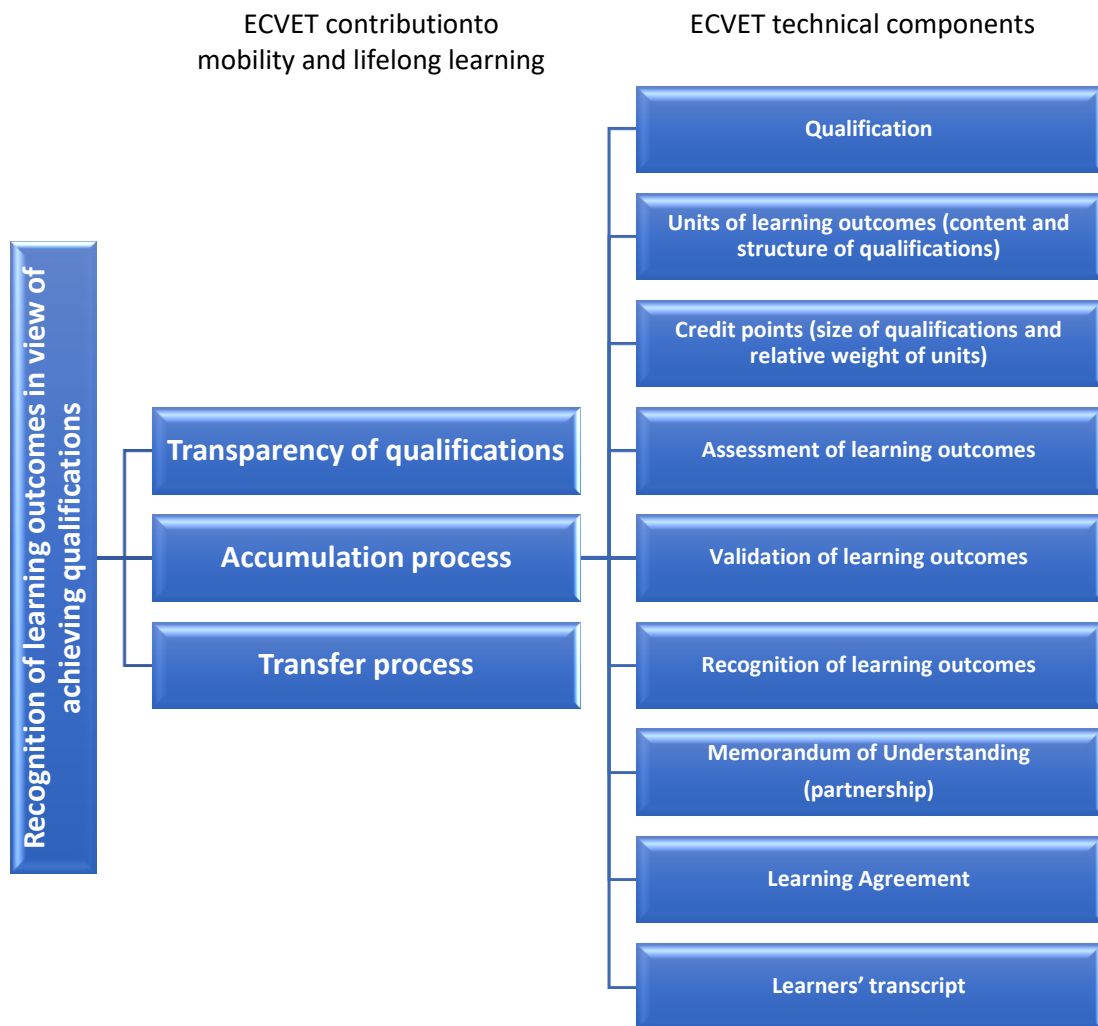 ECVET contributionto
mobility and lifelong learning
ECVET technical components
Recognition of learning outcomes in view of
achieving qualifications
Transparency of qualifications
Accumulation process
Transfer process
Qualification
Units of learning outcomes (content and
structure of qualifications)
Credit points (size of qualifications and
relative weight of units)
Assessment of learning outcomes
Validation of learning outcomes
Recognition of learning outcomes
Memorandum of Understanding
(partnership)
Learning Agreement
Learners’ transcript